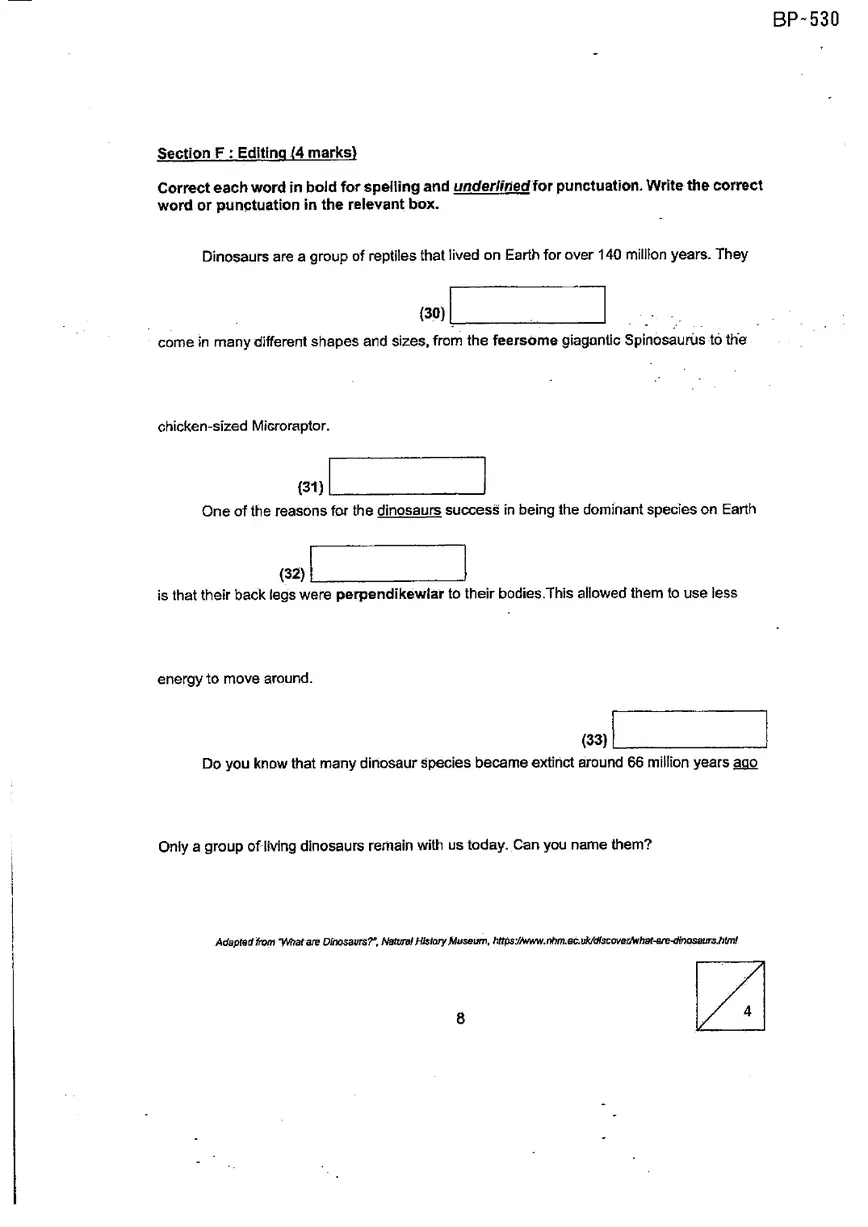 BP-530
Section F : Editing (4 marks)
Correct each word in bold for spelling and underlined for punctuation. Write the correct
word or punctuation in the relevant box.
Dinosaurs are a group of reptiles that lived on Earth for over 140 million years. They
(30)
come in many different shapes and sizes, from the feersome giagantic Spinosaurus to the
chicken-sized Microraptor.
(31)
One of the reasons for the dinosaurs success in being the dominant species on Earth
(32)
is that their back legs were perpendikewlar to their bodies.This allowed them to use less
energy to move around.
(33)
Do you know that many dinosaur species became extinct around 66 million years ago
Only a group of living dinosaurs remain with us today. Can you name them?
Adapted from "What are Dinosaurs?", Natural History Museum, https://www.nhm.ac.uk/discover/what-are-dinosaurs.html
4
8